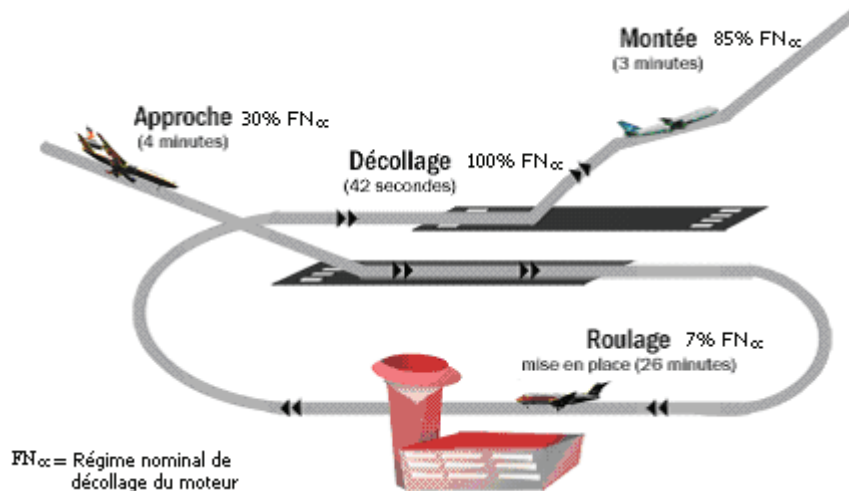 Montée 85% FN∝
(3 minutes)
Approche 30% FN∝
(4 minutes)
Décollage 100% FN∝
(42 secondes)
Roulage 7% FN∝
mise en place (26 minutes)
FN∝= Régime nominal de
décollage du moteur